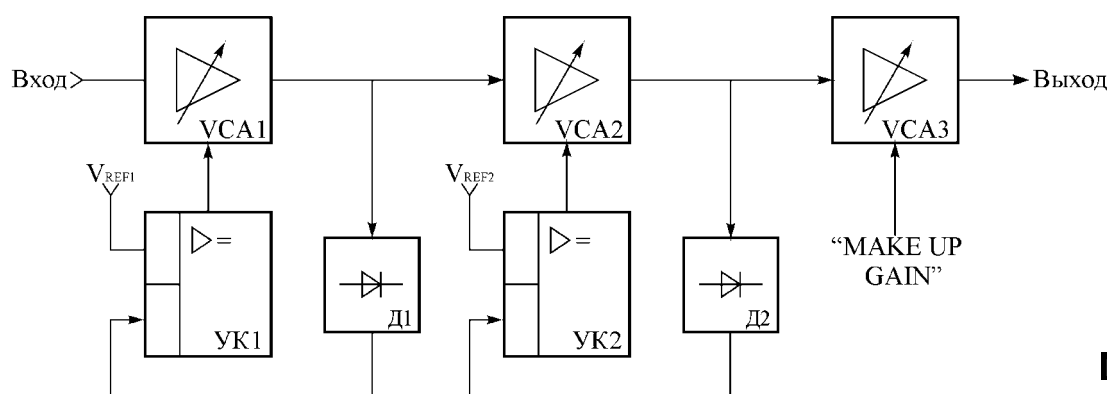 Вход
VCA1
VCA2
VCA3
Выход
VREF1
VREF2
=
=
“MAKE UP
GAIN”
УК1
Д1
УК2
Д2